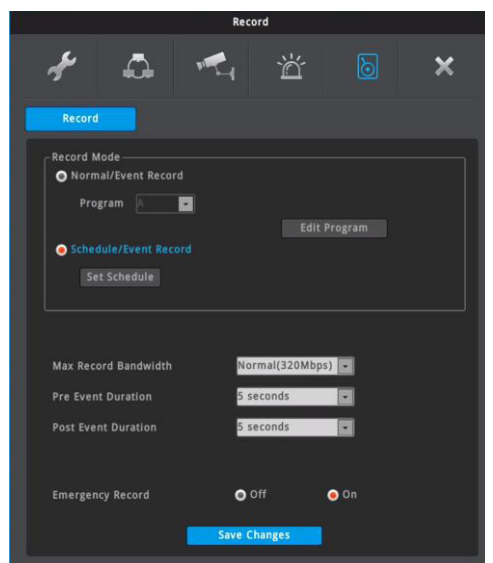 Record
Record
Record Mode
Normal/Event Record
Program A
Edit Program
Schedule/Event Record
Set Schedule
Max Record Bandwidth Normal(320Mbps)
Pre Event Duration 5 seconds
Post Event Duration 5 seconds
Emergency Record Off On
Save Changes